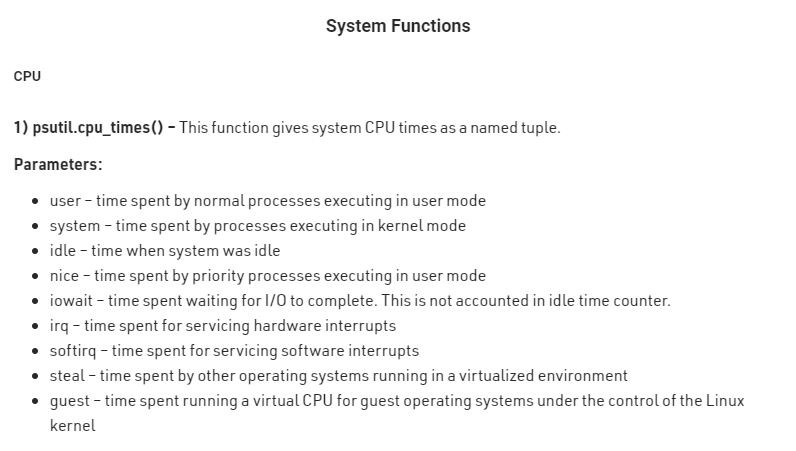 System Functions
CPU
1) psutil.cpu_times() – This function gives system CPU times as a named tuple.
Parameters:
• user – time spent by normal processes executing in user mode
• system – time spent by processes executing in kernel mode
• idle – time when system was idle
• nice – time spent by priority processes executing in user mode
• iowait – time spent waiting for I/O to complete. This is not accounted in idle time counter.
• irq – time spent for servicing hardware interrupts
• softirq – time spent for servicing software interrupts
• steal – time spent by other operating systems running in a virtualized environment
• guest – time spent running a virtual CPU for guest operating systems under the control of the Linux
kernel